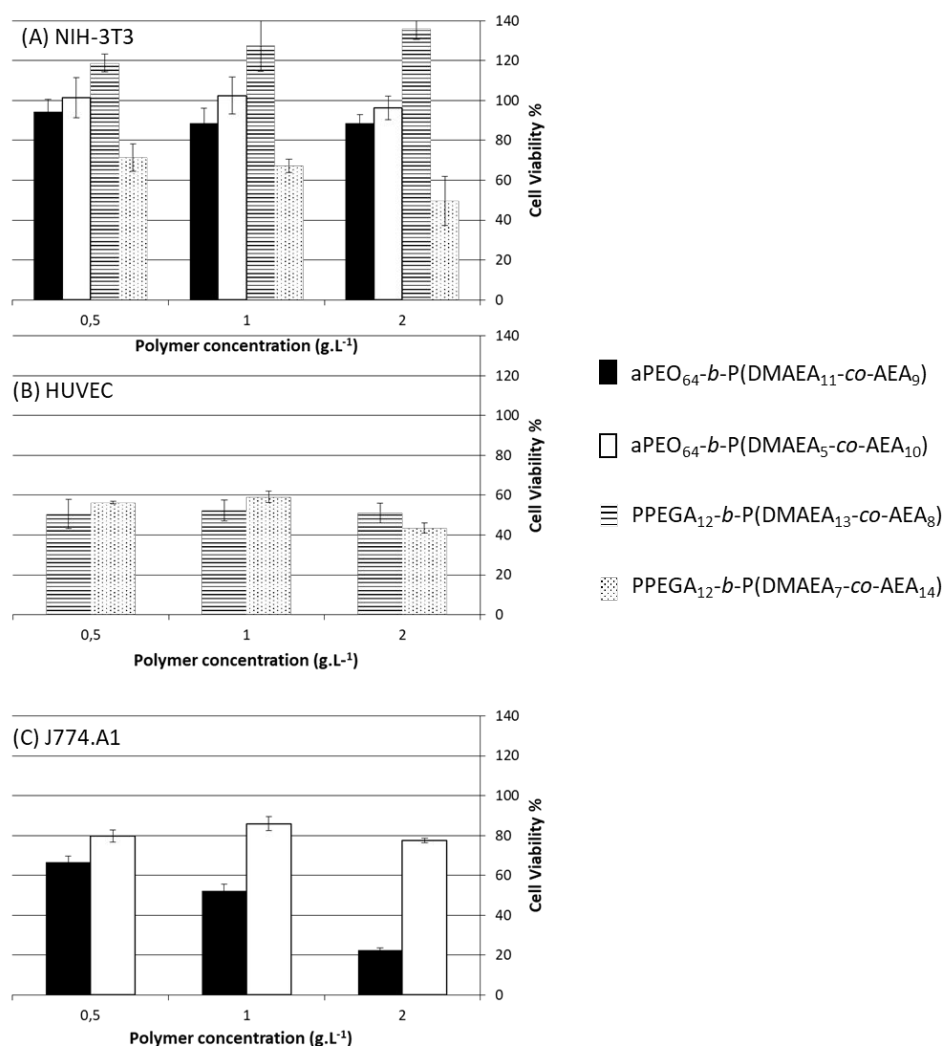 (A) NIH-3T3
140
120
100
80
60
40
20
0
Cell Viability %
0,5 1 2
Polymer concentration (g.L⁻¹)
(B) HUVEC
140
120
100
80
60
40
20
0
Cell Viability %
0,5 1 2
Polymer concentration (g.L-¹)
(C) J774.A1
140
120
100
80
60
40
20
0
Cell Viability %
0,5 1 2
Polymer concentration (g.L⁻¹)
aPEO₆₄-b-P(DMAEA₁₁-co-AEA₉)
aPEO₆₄-b-P(DMAEA₅-co-AEA₁₀)
PPEGA₁₂-b-P(DMAEA₁₃-co-AEA₈)
PPEGA₁₂-b-P(DMAEA₇-co-AEA₁₄)